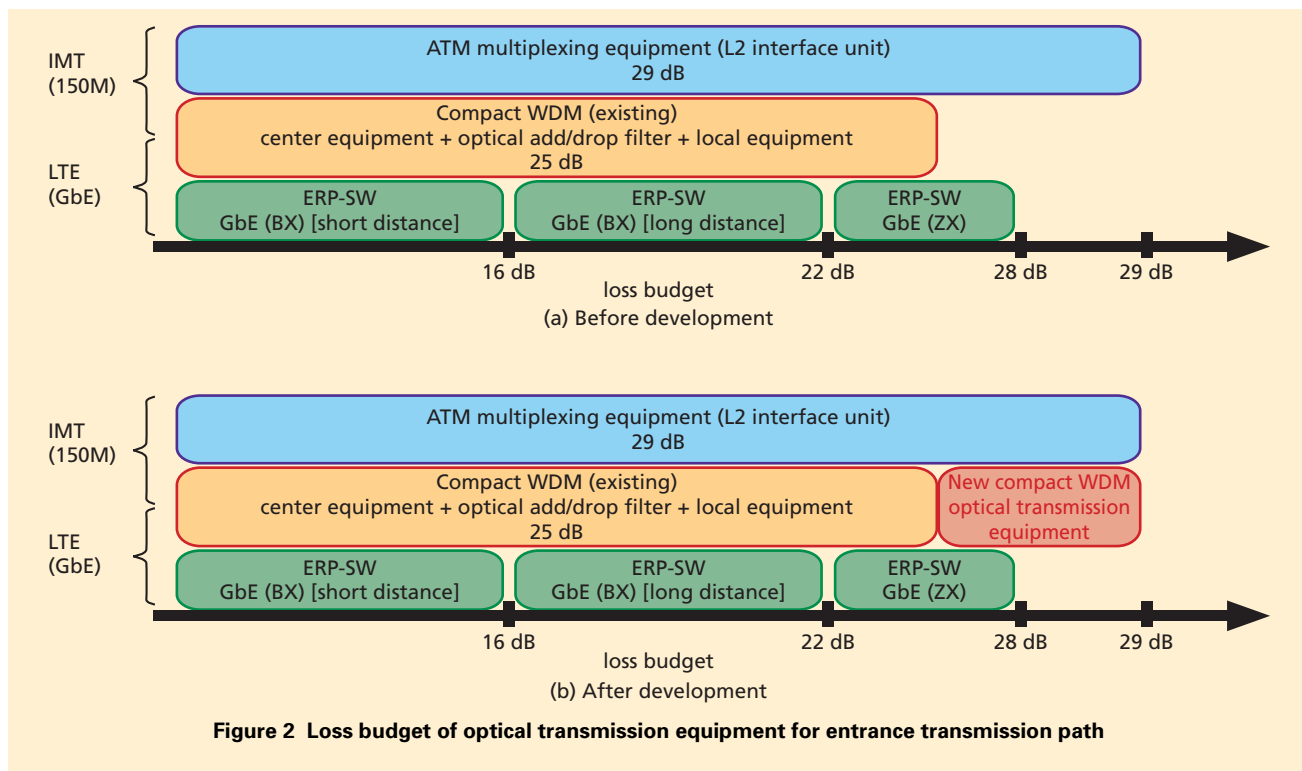 IMT
(150M)
ATM multiplexing equipment (L2 interface unit)
29 dB
Compact WDM (existing)
center equipment + optical add/drop filter + local equipment
25 dB
LTE
(GbE)
ERP-SW
GbE (BX) [short distance]
ERP-SW
GbE (BX) [long distance]
ERP-SW
GbE (ZX)
16 dB
22 dB
28 dB
29 dB
loss budget
(a) Before development
IMT
(150M)
ATM multiplexing equipment (L2 interface unit)
29 dB
Compact WDM (existing)
center equipment + optical add/drop filter + local equipment
25 dB
New compact WDM
optical transmission
equipment
LTE
(GbE)
ERP-SW
GbE (BX) [short distance]
ERP-SW
GbE (BX) [long distance]
ERP-SW
GbE (ZX)
16 dB
22 dB
28 dB
29 dB
loss budget
(b) After development
Figure 2 Loss budget of optical transmission equipment for entrance transmission path